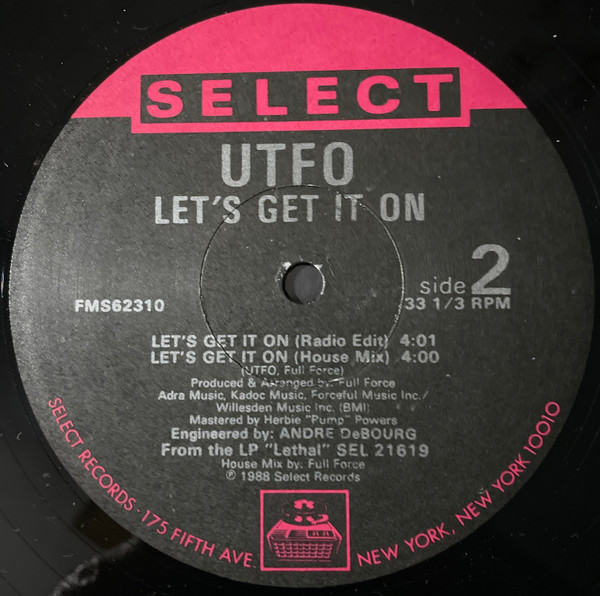 SELECT
UTFO
LET'S GET IT ON
side 2
FMS62310
33 1/3 RPM
LET'S GET IT ON (Radio Edit) 4:01
LET'S GET IT ON (House Mix) 4:00
(UTFO, Full Force)
Produced & Arranged by: Full Force
Adra Music, Kadoc Music, Forceful Music Inc./
Willesden Music Inc. (BMI)
Mastered by Herbie "Pump" Powers
Engineered by: ANDRE DeBOURG
From the LP "Lethal" SEL 21619
House Mix by: Full Force
℗ 1988 Select Records
SELECT RECORDS · 175 FIFTH AVE. NEW YORK, NEW YORK 10010